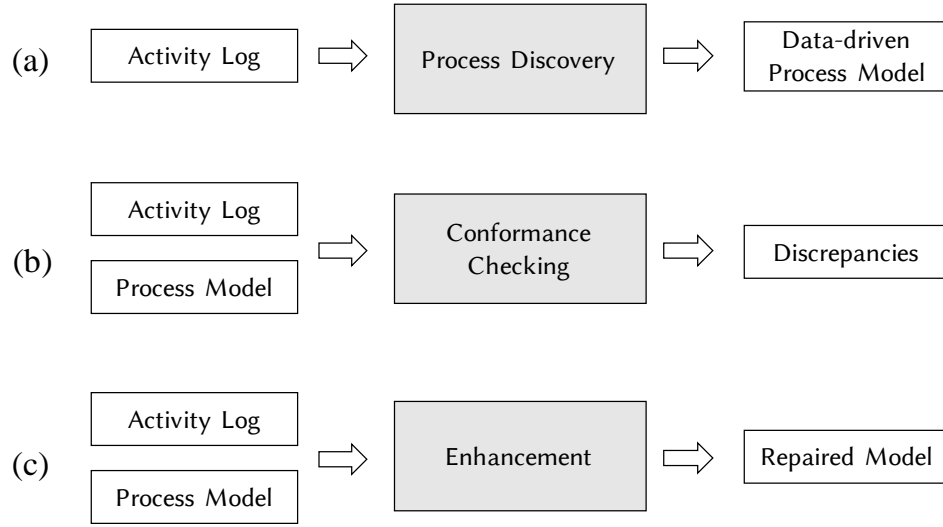 (a)
Activity Log
Process Discovery
Data-driven
Process Model
(b)
Activity Log
Process Model
Conformance
Checking
Discrepancies
(c)
Activity Log
Process Model
Enhancement
Repaired Model